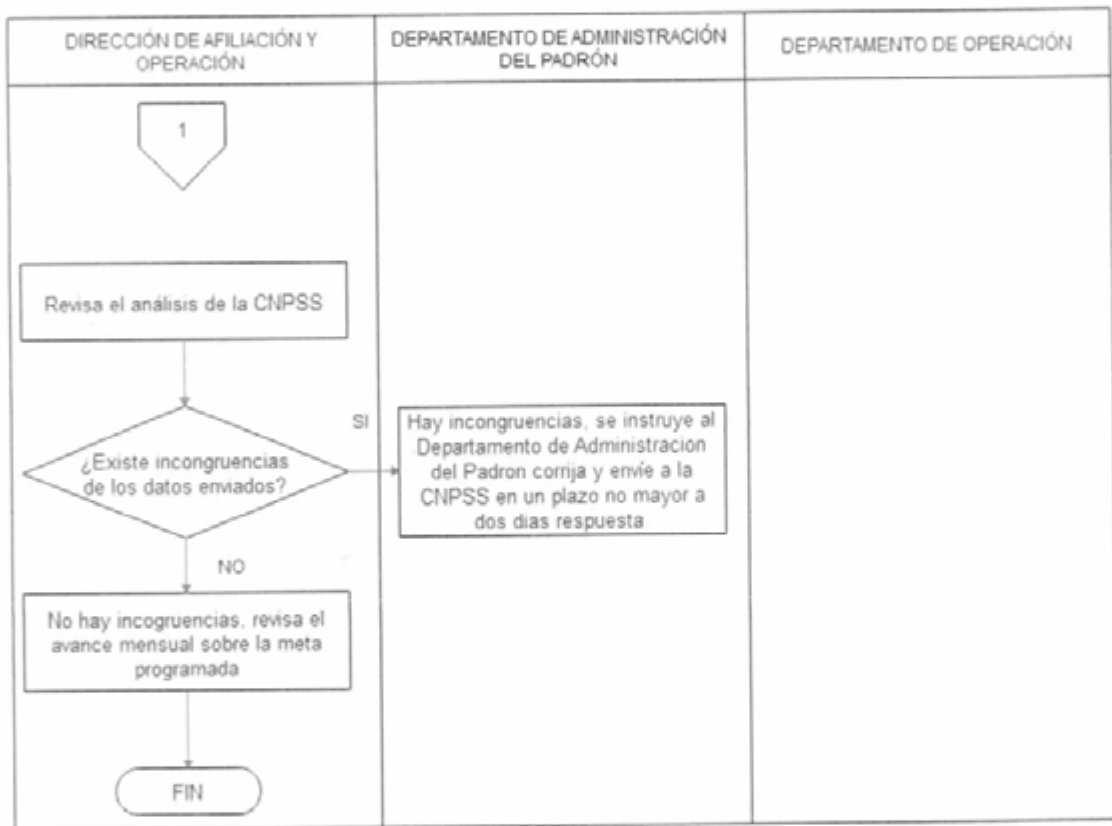 DIRECCIÓN DE AFILIACIÓN Y
OPERACIÓN
DEPARTAMENTO DE ADMINISTRACIÓN
DEL PADRÓN
DEPARTAMENTO DE OPERACIÓN
1
Revisa el análisis de la CNPSS
¿Existe incongruencias
de los datos enviados?
SI
Hay incongruencias, se instruye al
Departamento de Administracion
del Padron corrija y envíe a la
CNPSS en un plazo no mayor a
dos dias respuesta
NO
No hay incogruencias, revisa el
avance mensual sobre la meta
programada
FIN